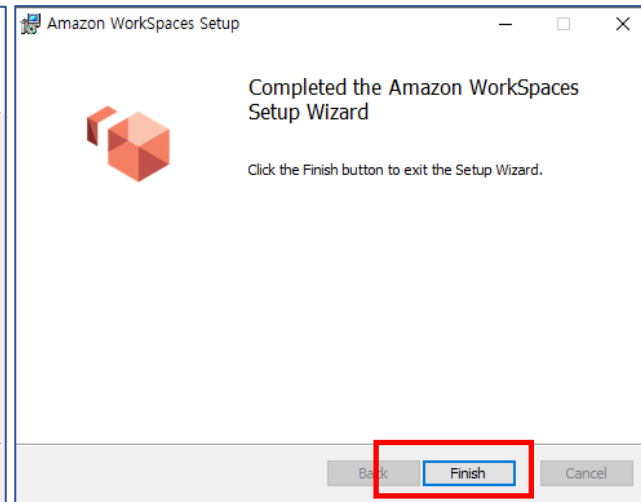 Amazon WorkSpaces Setup
Completed the Amazon WorkSpaces
Setup Wizard
Click the Finish button to exit the Setup Wizard.
Back Finish Cancel